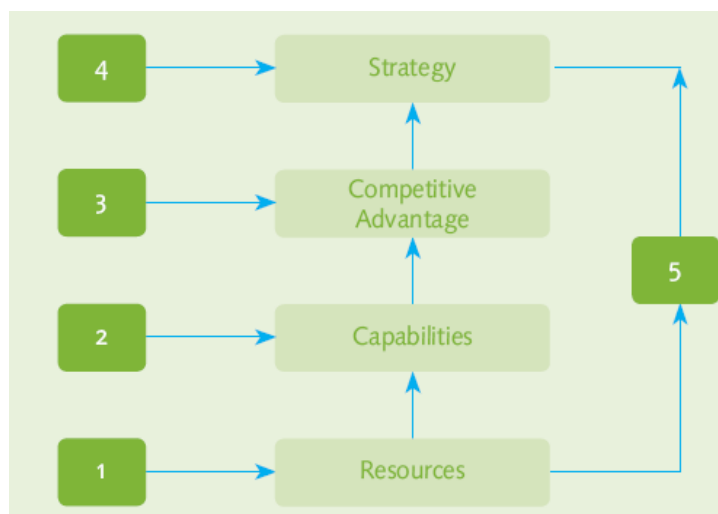 4
Strategy
3
Competitive
Advantage
5
2
Capabilities
1
Resources